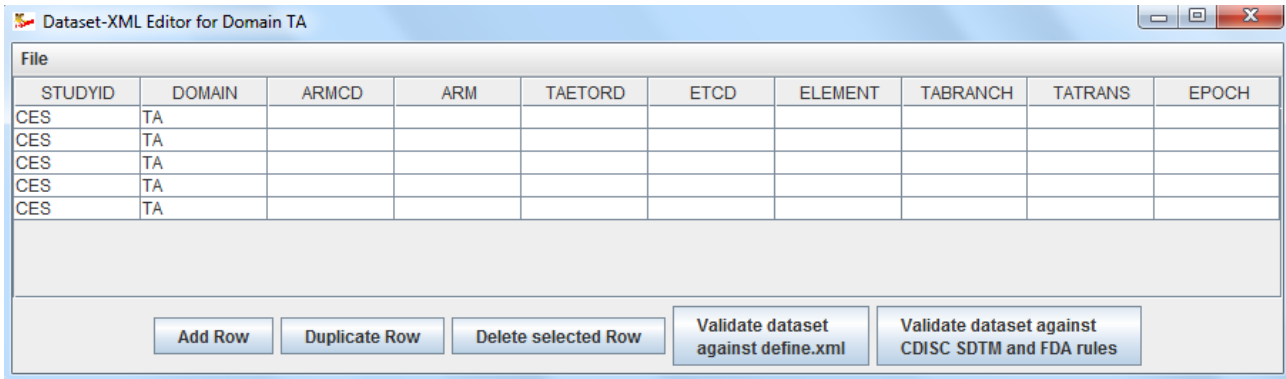 Dataset-XML Editor for Domain TA
File
STUDYID DOMAIN ARMCD ARM TAETORD ETCD ELEMENT TABRANCH TATRANS EPOCH
CES TA
CES TA
CES TA
CES TA
CES TA
Add Row Duplicate Row Delete selected Row Validate dataset against define.xml Validate dataset against CDISC SDTM and FDA rules